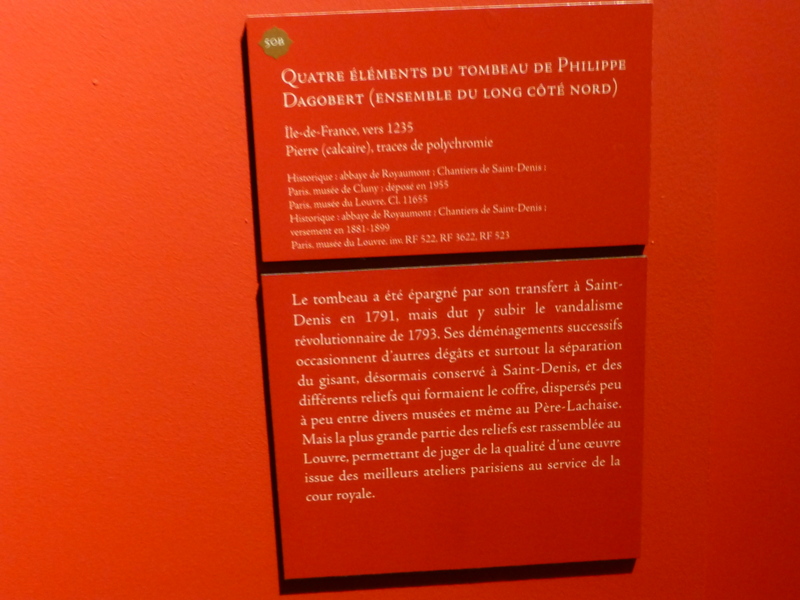 50B
QUATRE ÉLÉMENTS DU TOMBEAU DE PHILIPPE
DAGOBERT (ENSEMBLE DU LONG CÔTÉ NORD)
Île-de-France, vers 1235
Pierre (calcaire), traces de polychromie
Historique : abbaye de Royaumont ; Chantiers de Saint-Denis ;
Paris, musée de Cluny ; déposé en 1955
Paris, musée du Louvre, Cl. 11655
Historique : abbaye de Royaumont ; Chantiers de Saint-Denis ;
versement en 1881-1899
Paris, musée du Louvre, inv. RF 522, RF 3622, RF 523
Le tombeau a été épargné par son transfert à Saint-
Denis en 1791, mais dut y subir le vandalisme
révolutionnaire de 1793. Ses déménagements successifs
occasionnent d'autres dégâts et surtout la séparation
du gisant, désormais conservé à Saint-Denis, et des
différents reliefs qui formaient le coffre, dispersés peu
à peu entre divers musées et même au Père-Lachaise.
Mais la plus grande partie des reliefs est rassemblée au
Louvre, permettant de juger de la qualité d'une œuvre
issue des meilleurs ateliers parisiens au service de la
cour royale.